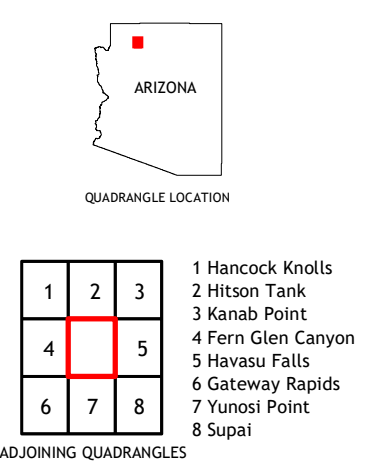 ARIZONA
QUADRANGLE LOCATION
1 2 3
4 5
6 7 8
ADJOINING QUADRANGLES
1 Hancock Knolls
2 Hitson Tank
3 Kanab Point
4 Fern Glen Canyon
5 Havasu Falls
6 Gateway Rapids
7 Yunosi Point
8 Supai